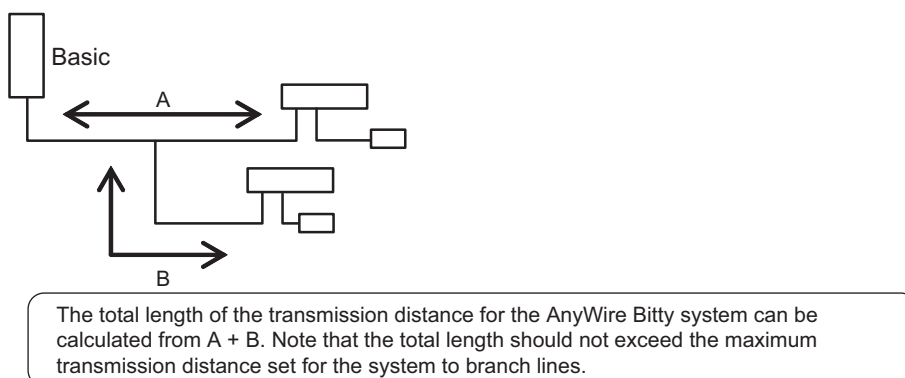 Basic
A
B
The total length of the transmission distance for the AnyWire Bitty system can be
calculated from A + B. Note that the total length should not exceed the maximum
transmission distance set for the system to branch lines.